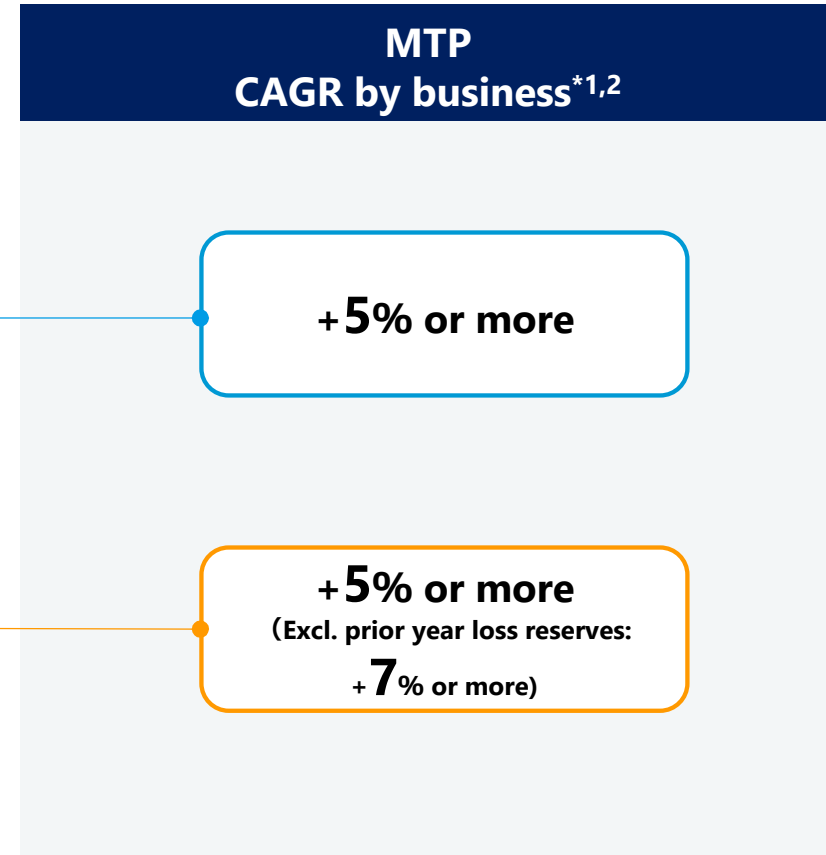 MTP
CAGR by business*1,2
+5% or more
+5% or more
（Excl. prior year loss reserves:
+7% or more)